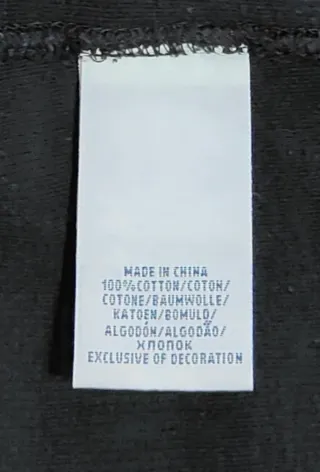 MADE IN CHINA
100%COTTON/COTON/
COTONE/BAUMWOLLE/
KATOEN/BOMULD/
ALGODÓN/ALGODÃO/
ХЛОПОК
EXCLUSIVE OF DECORATION